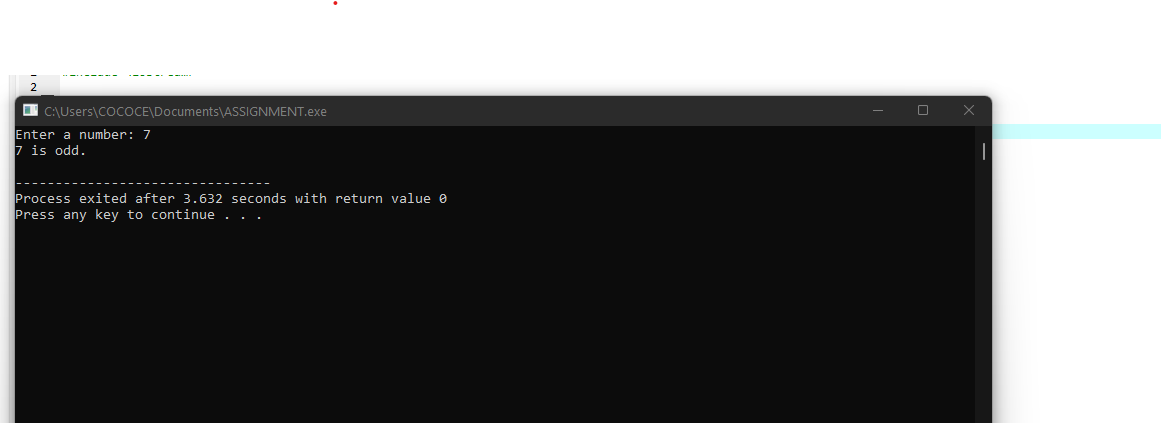 2
C:\Users\COCOCE\Documents\ASSIGNMENT.exe
Enter a number: 7
7 is odd.
--------------------------------
Process exited after 3.632 seconds with return value 0
Press any key to continue . . .